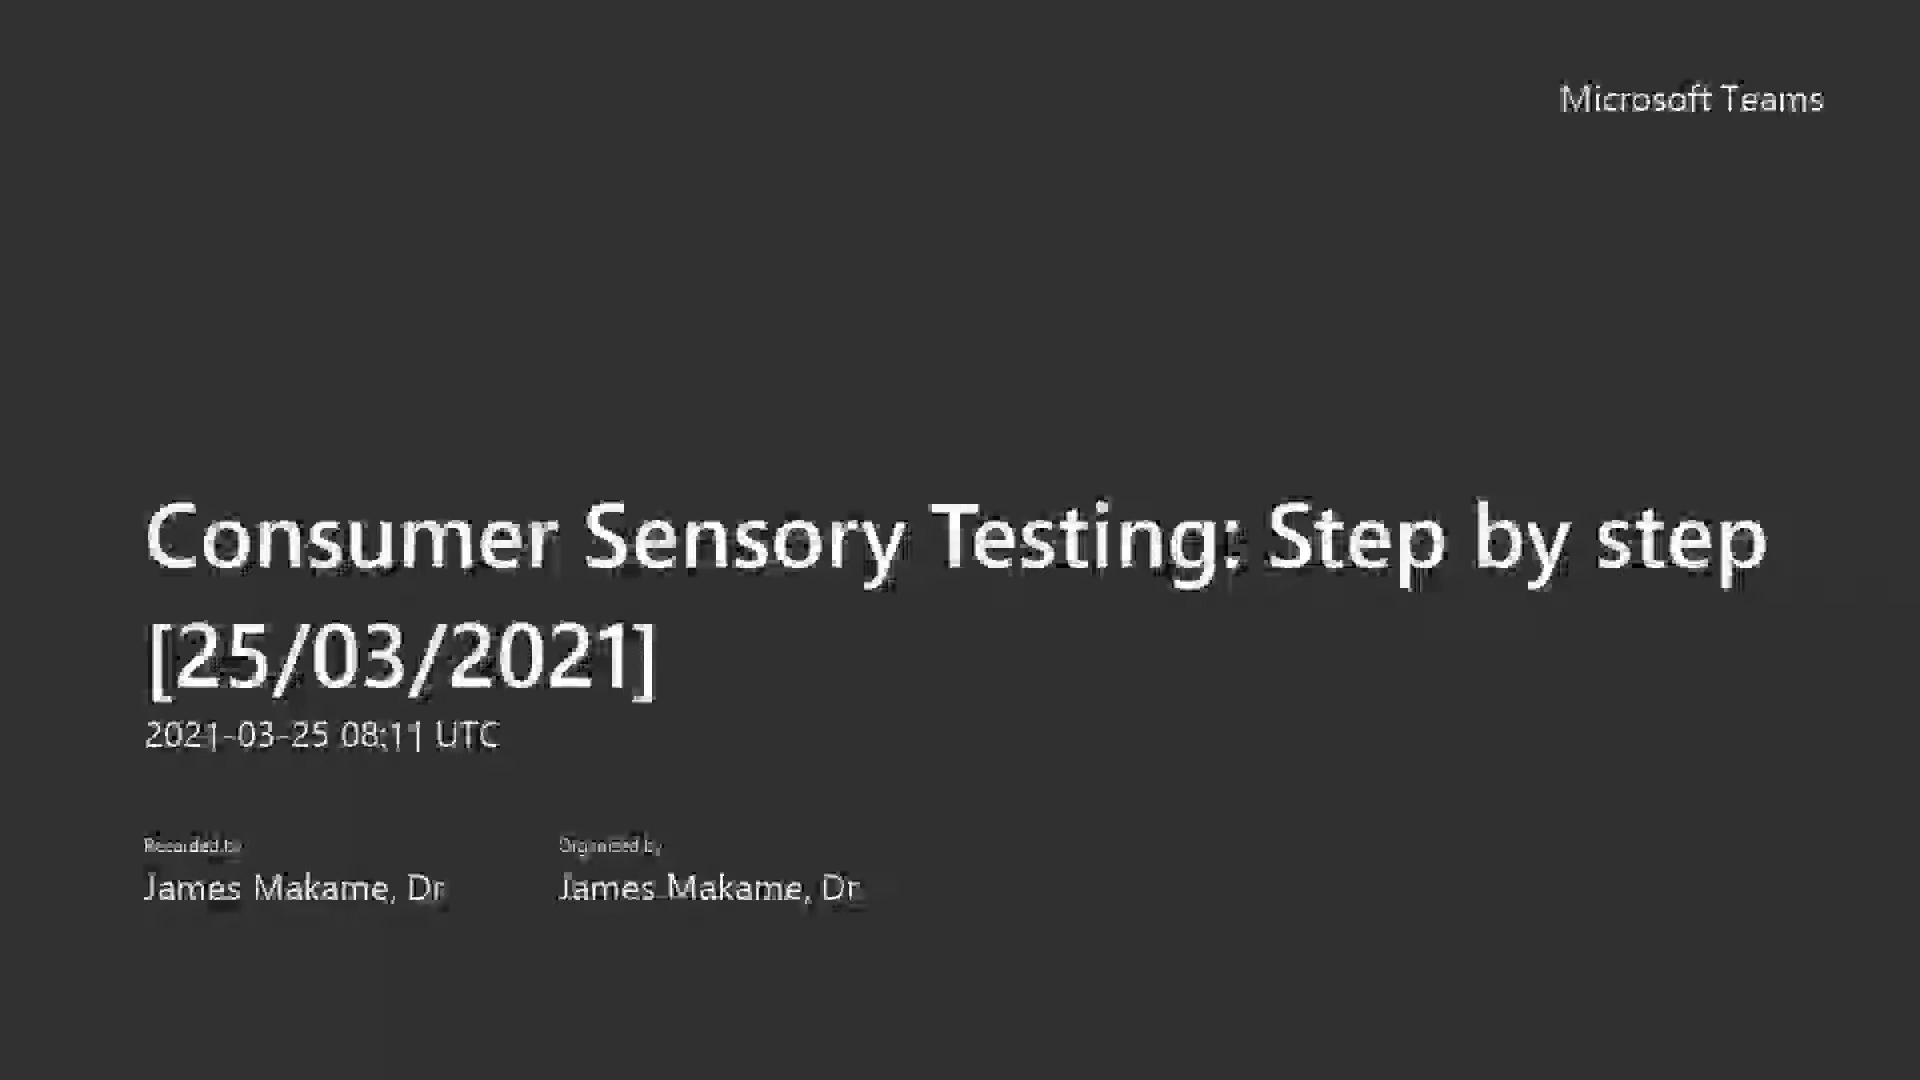 Microsoft Teams
Consumer Sensory Testing: Step by step
[25/03/2021]
2021-03-25 08:11 UTC
Recorded by Organized by
James Makame, Dr James Makame, Dr